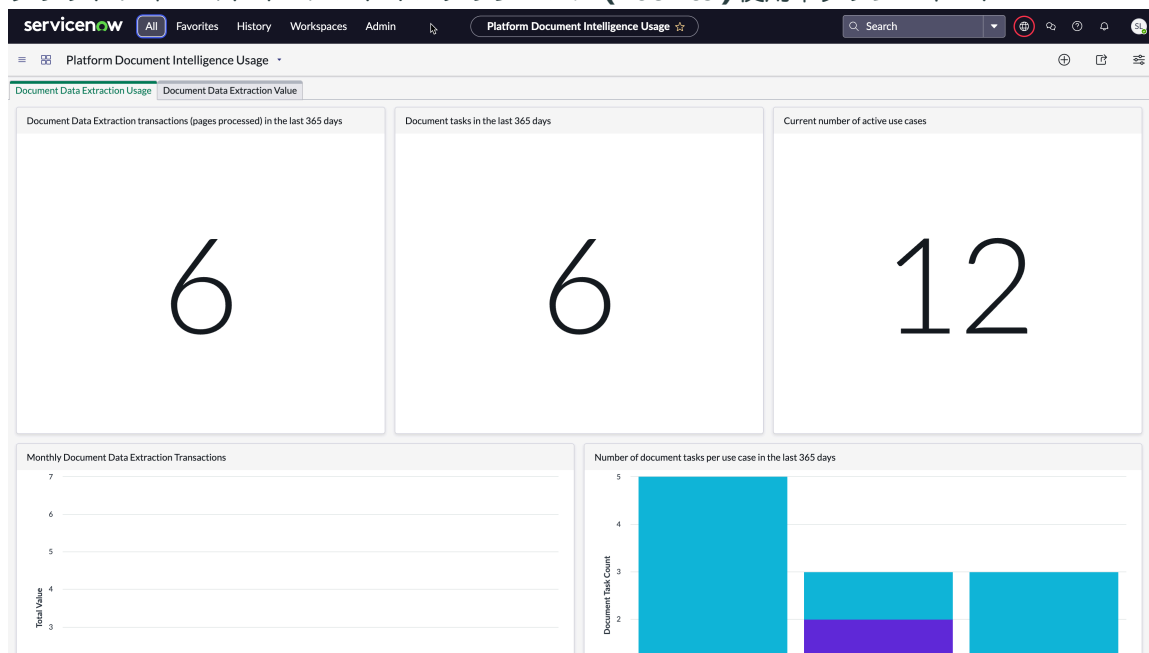 servicenow All Favorites History Workspaces Admin Platform Document Intelligence Usage Search SL
Platform Document Intelligence Usage
Document Data Extraction Usage Document Data Extraction Value
Document Data Extraction transactions (pages processed) in the last 365 days
6
Document tasks in the last 365 days
6
Current number of active use cases
12
Monthly Document Data Extraction Transactions
7
6
5
4
3
Total Value
Number of document tasks per use case in the last 365 days
5
4
3
2
Document Task Count